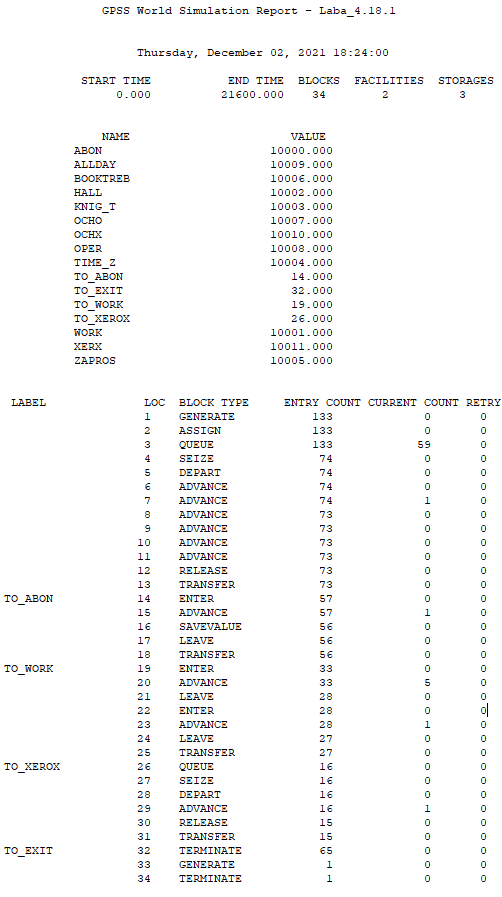 GPSS World Simulation Report - Laba_4.18.1
Thursday, December 02, 2021 18:24:00
START TIME END TIME BLOCKS FACILITIES STORAGES
0.000 21600.000 34 2 3
NAME VALUE
ABON 10000.000
ALLDAY 10009.000
BOOKTREB 10006.000
HALL 10002.000
KNIG_T 10003.000
OCHO 10007.000
OCHX 10010.000
OPER 10008.000
TIME_Z 10004.000
TO_ABON 14.000
TO_EXIT 32.000
TO_WORK 19.000
TO_XEROX 26.000
WORK 10001.000
XERX 10011.000
ZAPROS 10005.000
LABEL LOC BLOCK TYPE ENTRY COUNT CURRENT COUNT RETRY
1 GENERATE 133 0 0
2 ASSIGN 133 0 0
3 QUEUE 133 59 0
4 SEIZE 74 0 0
5 DEPART 74 0 0
6 ADVANCE 74 0 0
7 ADVANCE 74 1 0
8 ADVANCE 73 0 0
9 ADVANCE 73 0 0
10 ADVANCE 73 0 0
11 ADVANCE 73 0 0
12 RELEASE 73 0 0
13 TRANSFER 73 0 0
TO_ABON 14 ENTER 57 0 0
15 ADVANCE 57 1 0
16 SAVEVALUE 56 0 0
17 LEAVE 56 0 0
18 TRANSFER 56 0 0
TO_WORK 19 ENTER 33 0 0
20 ADVANCE 33 5 0
21 LEAVE 28 0 0
22 ENTER 28 0 0
23 ADVANCE 28 1 0
24 LEAVE 27 0 0
25 TRANSFER 27 0 0
TO_XEROX 26 QUEUE 16 0 0
27 SEIZE 16 0 0
28 DEPART 16 0 0
29 ADVANCE 16 1 0
30 RELEASE 15 0 0
31 TRANSFER 15 0 0
TO_EXIT 32 TERMINATE 65 0 0
33 GENERATE 1 0 0
34 TERMINATE 1 0 0